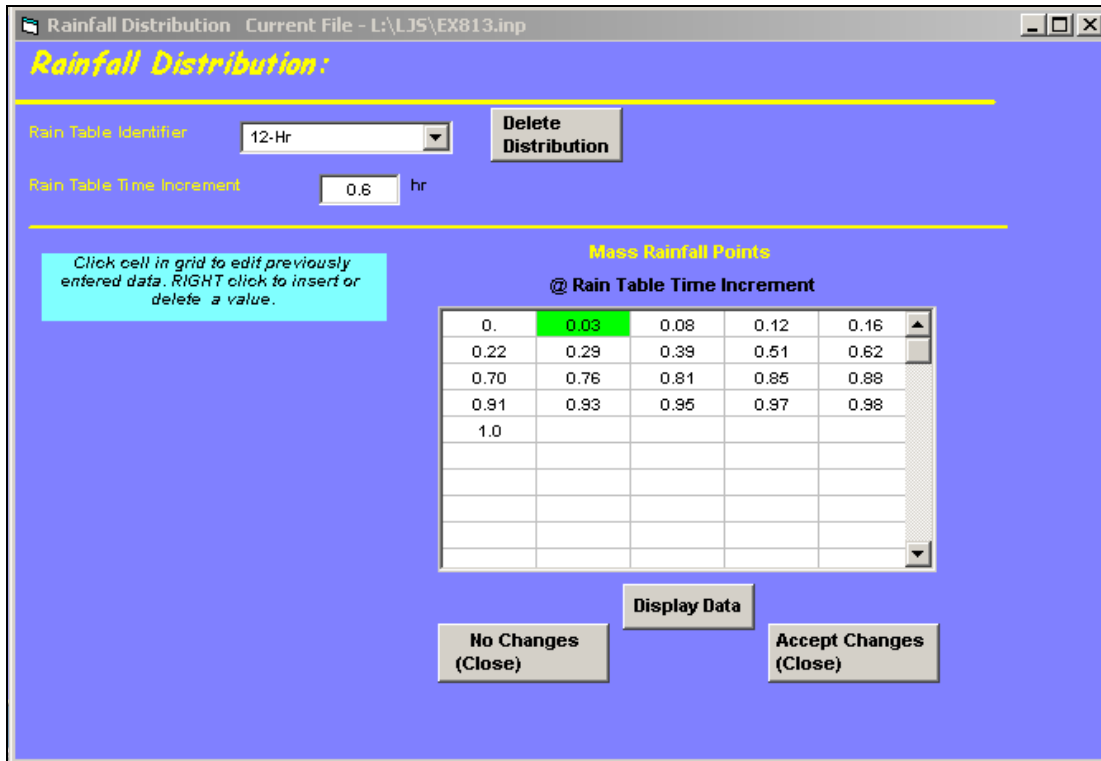 Rainfall Distribution Current File - L:\LJS\EX813.inp
Rainfall Distribution:
Rain Table Identifier 12-Hr Delete Distribution
Rain Table Time Increment 0.6 hr
Click cell in grid to edit previously
entered data. RIGHT click to insert or
delete a value.
Mass Rainfall Points
@ Rain Table Time Increment
0. 0.03 0.08 0.12 0.16
0.22 0.29 0.39 0.51 0.62
0.70 0.76 0.81 0.85 0.88
0.91 0.93 0.95 0.97 0.98
1.0
Display Data
No Changes
(Close)
Accept Changes
(Close)